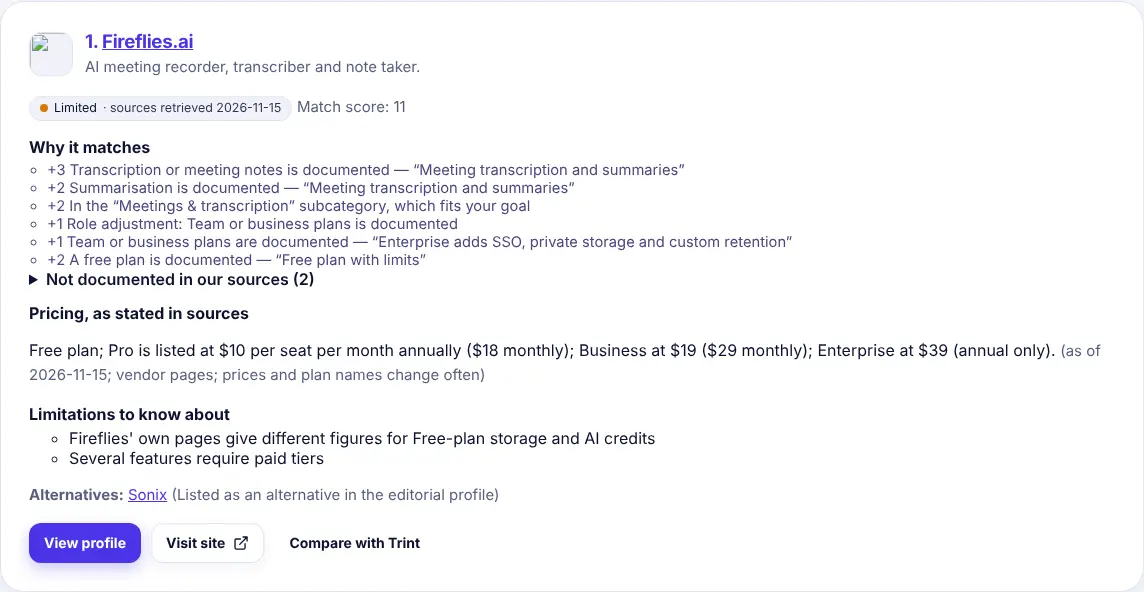 1. Fireflies.ai
AI meeting recorder, transcriber and note taker.
Limited · sources retrieved 2026-11-15 Match score: 11
Why it matches
+3 Transcription or meeting notes is documented — “Meeting transcription and summaries”
+2 Summarisation is documented — “Meeting transcription and summaries”
+2 In the “Meetings & transcription” subcategory, which fits your goal
+1 Role adjustment: Team or business plans is documented
+1 Team or business plans are documented — “Enterprise adds SSO, private storage and custom retention”
+2 A free plan is documented — “Free plan with limits”
Not documented in our sources (2)
Pricing, as stated in sources
Free plan; Pro is listed at $10 per seat per month annually ($18 monthly); Business at $19 ($29 monthly); Enterprise at $39 (annual only). (as of
2026-11-15; vendor pages; prices and plan names change often)
Limitations to know about
Fireflies' own pages give different figures for Free-plan storage and AI credits
Several features require paid tiers
Alternatives: Sonix (Listed as an alternative in the editorial profile)
View profile Visit site Compare with Trint